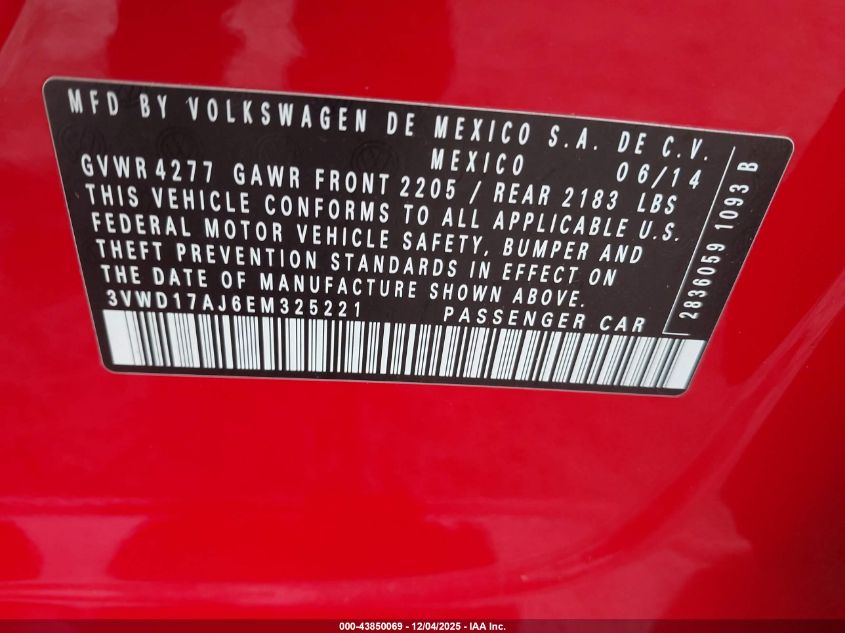 MFD BY VOLKSWAGEN DE MEXICO S.A. DE C.V.
MEXICO 06/14
GVWR 4277 GAWR FRONT 2205 / REAR 2183 LBS
THIS VEHICLE CONFORMS TO ALL APPLICABLE U.S.
FEDERAL MOTOR VEHICLE SAFETY, BUMPER AND
THEFT PREVENTION STANDARDS IN EFFECT ON
THE DATE OF MANUFACTURE SHOWN ABOVE.
3VWD17AJ6EM325221 PASSENGER CAR
2836059 1093 B
000-43850069 - 12/04/2025 - IAA Inc.